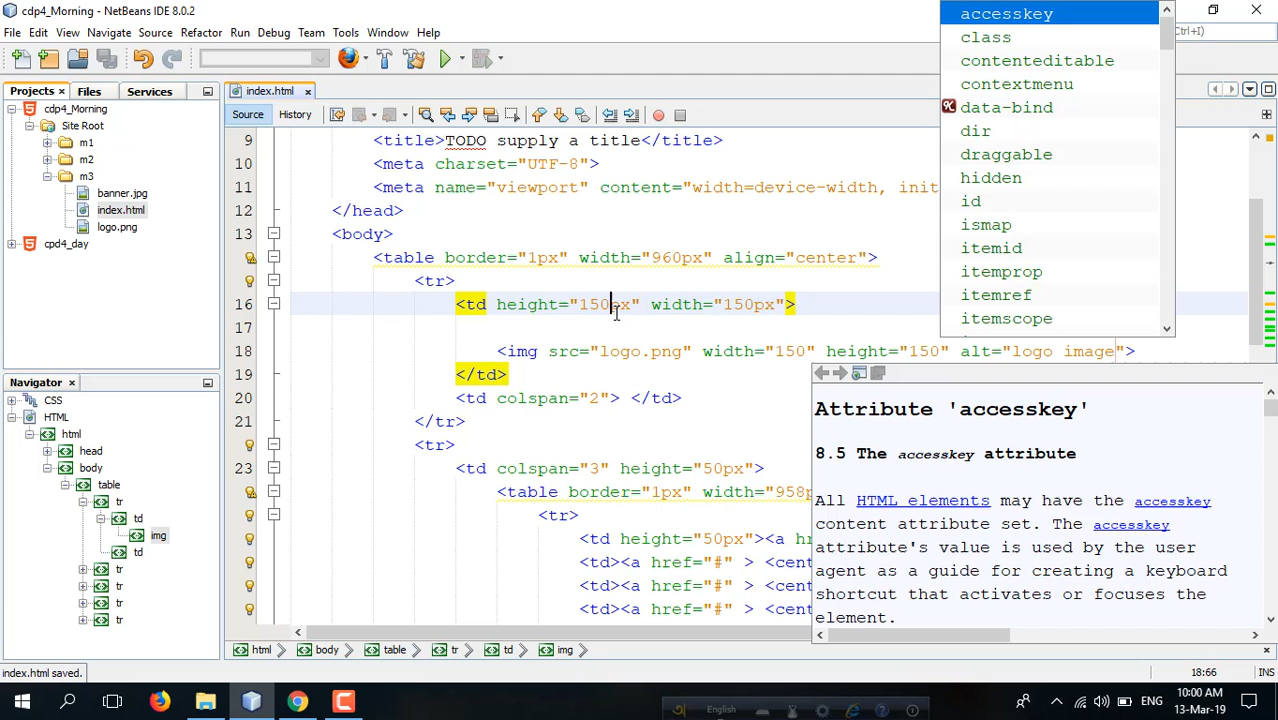 cdp4_Morning - NetBeans IDE 8.0.2
File Edit View Navigate Source Refactor Run Debug Team Tools Window Help
+I)
Projects Files Services
index.html
Source History
cdp4_Morning
Site Root
m1
m2
m3
banner.jpg
index.html
logo.png
cpd4_day
Navigator
CSS
HTML
html
head
body
table
tr
td
img
td
tr
tr
tr
tr
9 <title>TODO supply a title</title>
10 <meta charset="UTF-8">
11 <meta name="viewport" content="width=device-width, init
12 </head>
13 <body>
<table border="1px" width="960px" align="center">
<tr>
16 <td height="150px" width="150px">
18 <img src="logo.png" width="150" height="150" alt="logo image">
19 </td>
20 <td colspan="2"> </td>
21 </tr>
<tr>
23 <td colspan="3" height="50px">
<table border="1px" width="958p
<tr>
<td height="50px"><a h
<td><a href="#" > <cent
<td><a href="#" > <cent
<td><a href="#" > <cent
accesskey
class
contenteditable
contextmenu
data-bind
dir
draggable
hidden
id
ismap
itemid
itemprop
itemref
itemscope
Attribute 'accesskey'
8.5 The accesskey attribute
All HTML elements may have the accesskey
content attribute set. The accesskey
attribute's value is used by the user
agent as a guide for creating a keyboard
shortcut that activates or focuses the
element.
html body table tr td img
index.html saved.
18:66 INS
English
ENG
10:00 AM
13-Mar-19